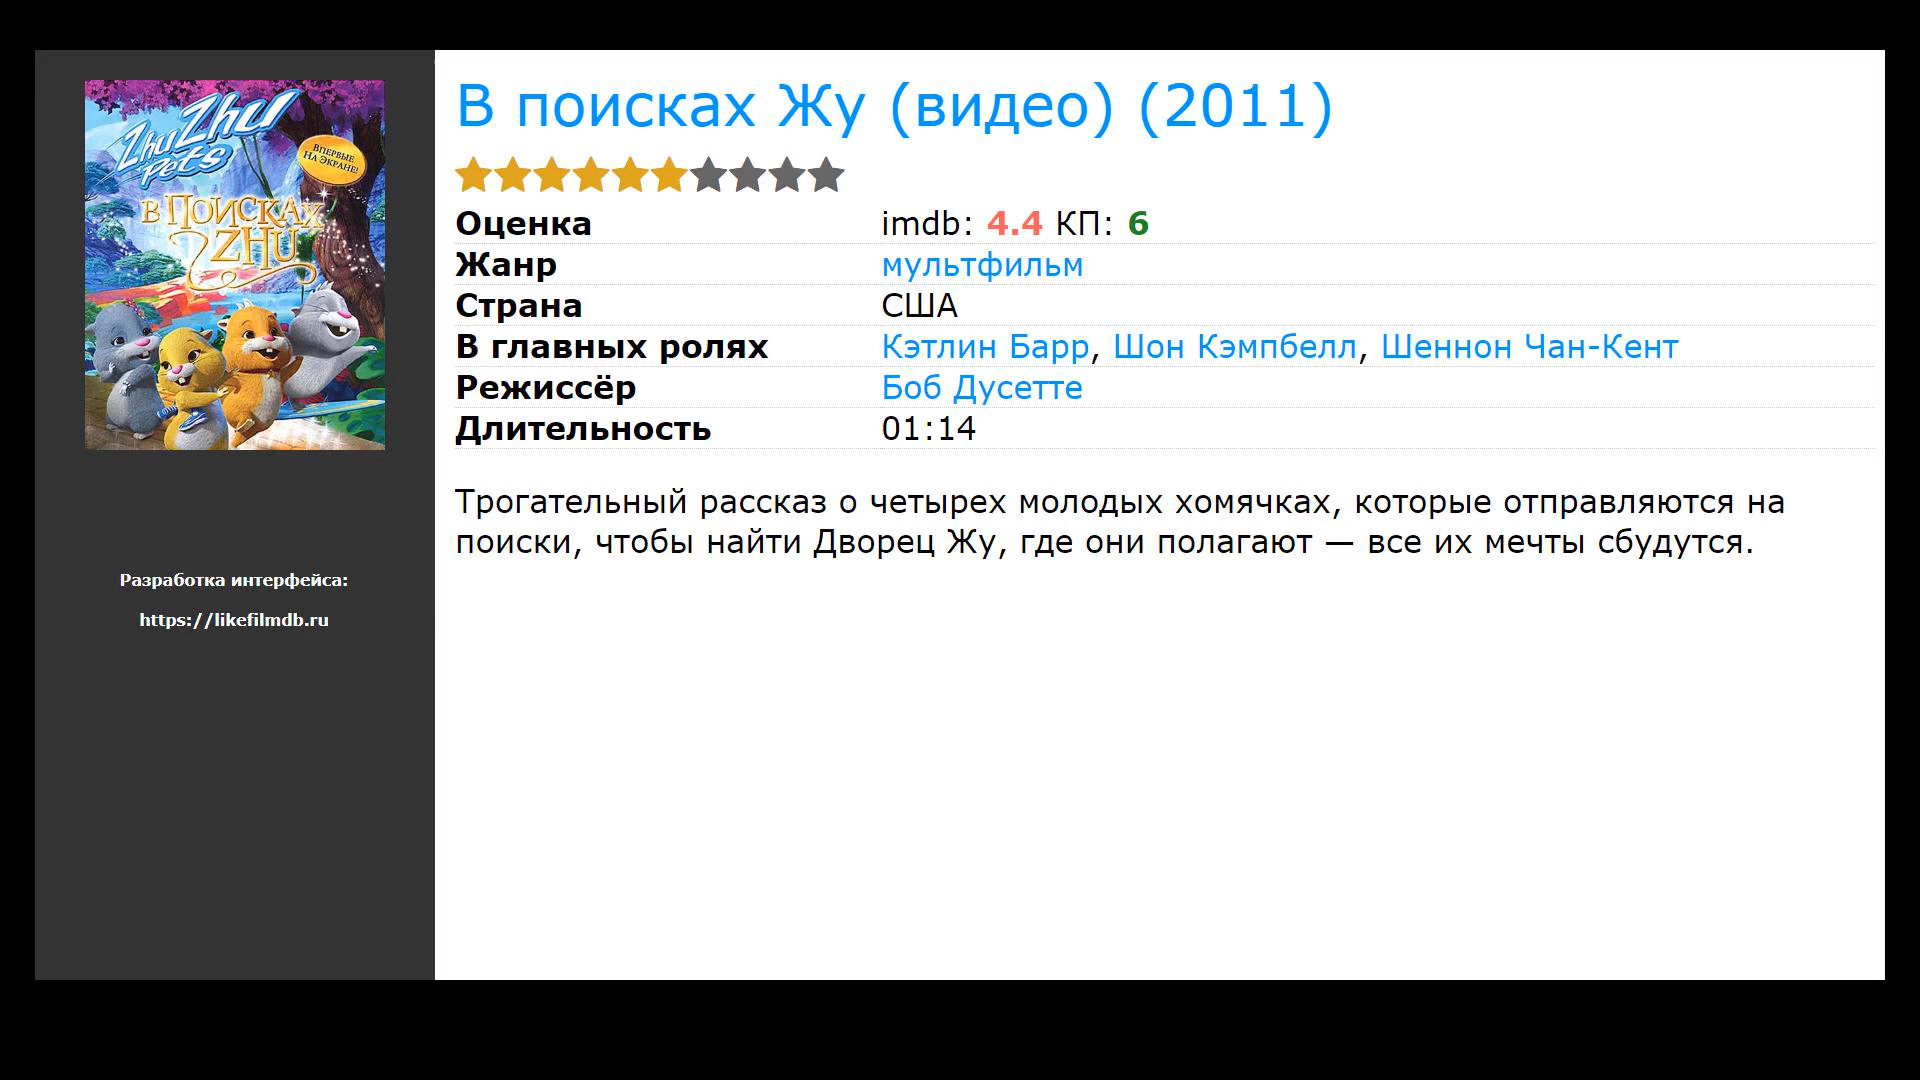 Zhu Zhu
Pets
ВПЕРВЫЕ
НА ЭКРАНЕ!
В ПОИСКАХ
ZHU
Разработка интерфейса:
https://likefilmdb.ru
В поисках Жу (видео) (2011)
Оценка imdb: 4.4 КП: 6
Жанр мультфильм
Страна США
В главных ролях Кэтлин Барр, Шон Кэмпбелл, Шеннон Чан-Кент
Режиссёр Боб Дусетте
Длительность 01:14
Трогательный рассказ о четырех молодых хомячках, которые отправляются на
поиски, чтобы найти Дворец Жу, где они полагают — все их мечты сбудутся.